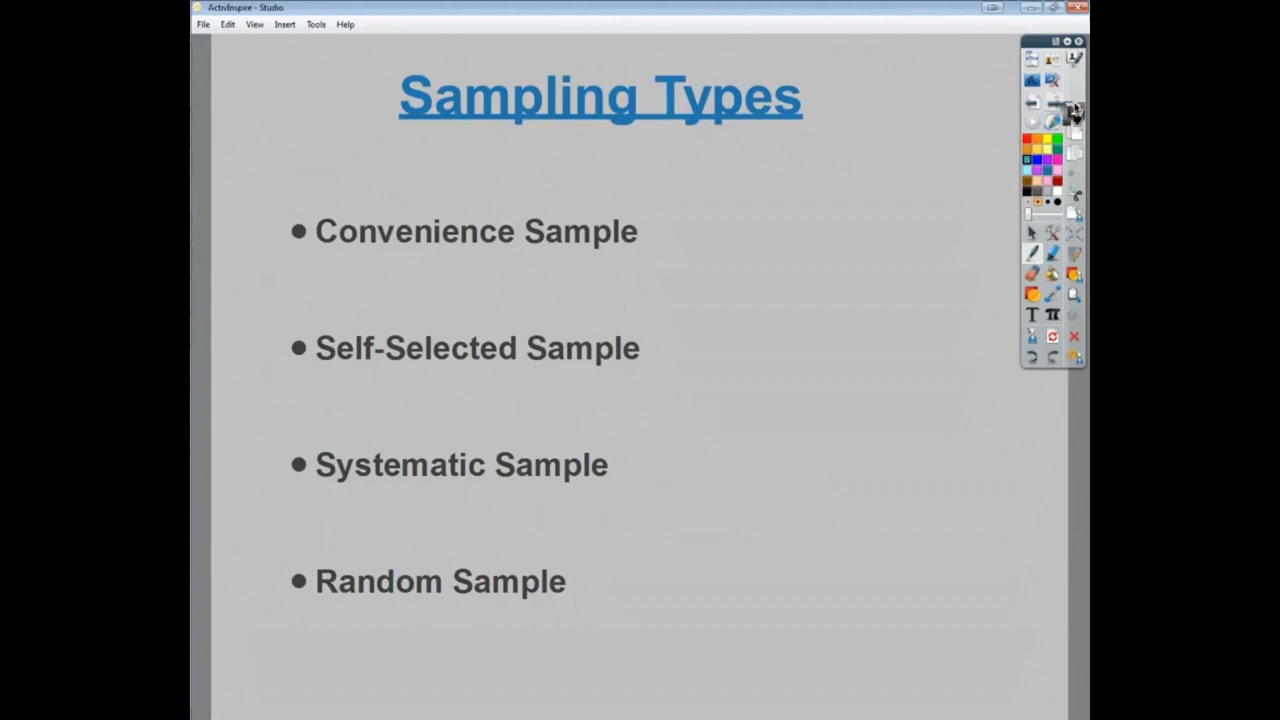 ActivInspire - Studio
File Edit View Insert Tools Help
Sampling Types
• Convenience Sample
• Self-Selected Sample
• Systematic Sample
• Random Sample